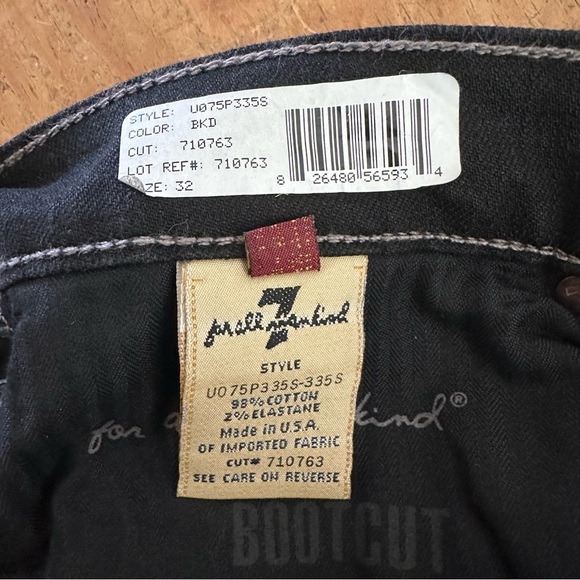 STYLE: U075P335S
COLOR: BKD
CUT: 710763
LOT REF#: 710763
ZE: 32
8 26480 56593 4
7
for all mankind
STYLE
U075P335S-335S
98% COTTON
2% ELASTANE
Made in U.S.A.
OF IMPORTED FABRIC
CUT# 710763
SEE CARE ON REVERSE
for a kind®
BOOTCUT